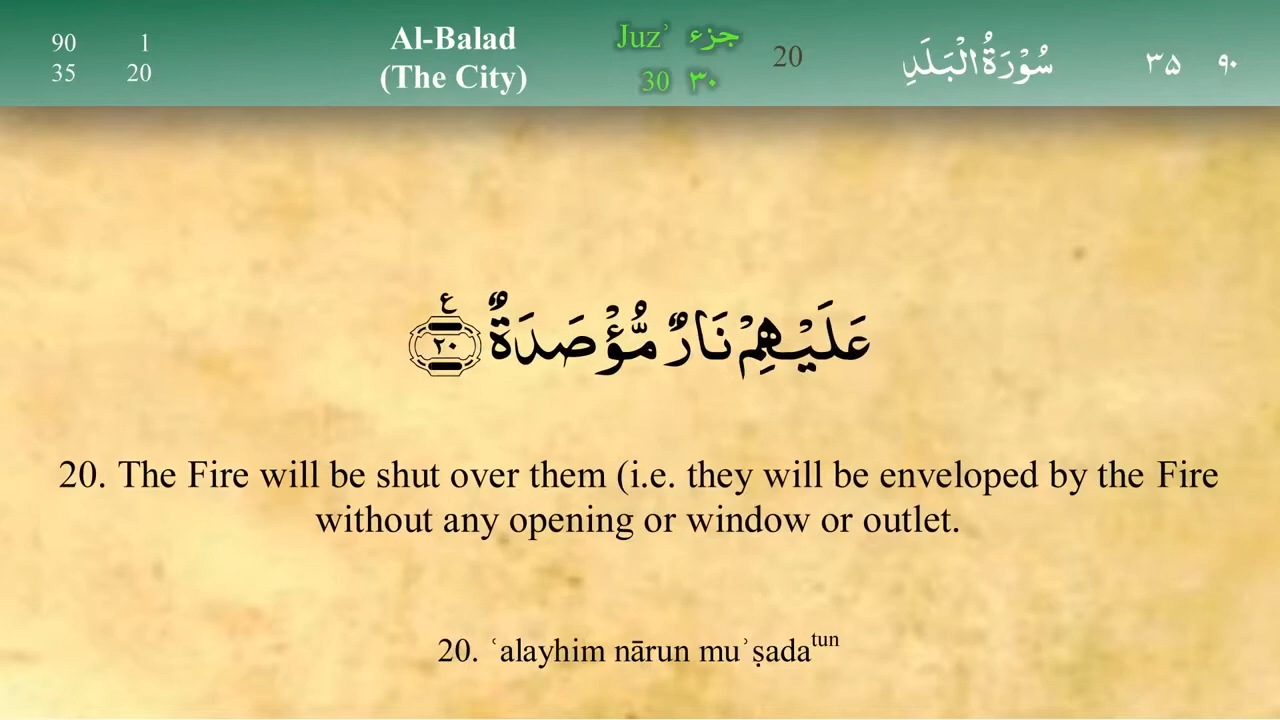 90 1 Al-Balad Juzʾ جزء 20 سُوْرَةُ الْبَلَدِ ٣٥ ٩٠
35 20 (The City) 30 ٣٠
عَلَيْهِمْ نَارٌ مُّؤْصَدَةٌ ٢٠ ع
20. The Fire will be shut over them (i.e. they will be enveloped by the Fire
without any opening or window or outlet.
20. ʿalayhim nārun muʾṣadatun